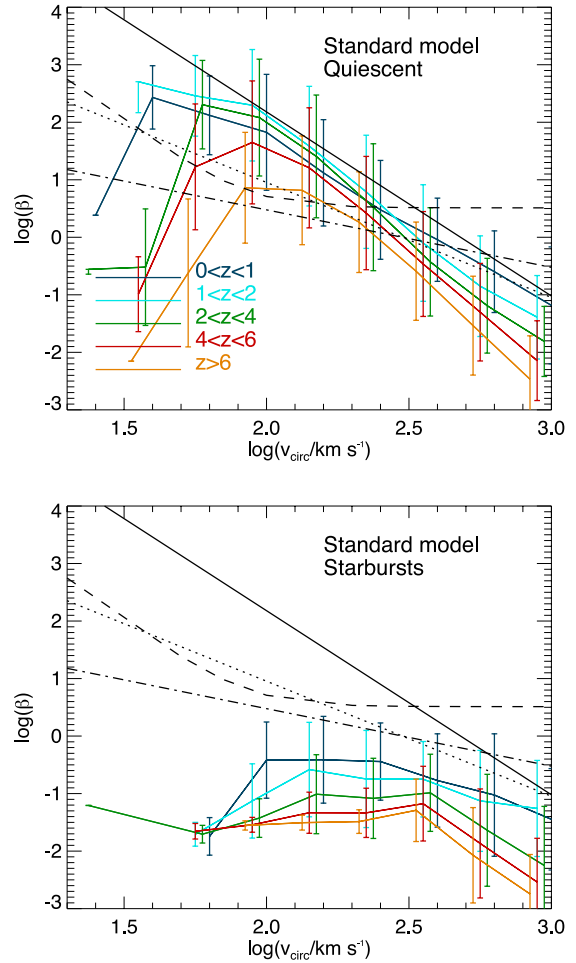 4
Standard model
Quiescent
3
2
1
log(β)
0
0<z<1
1<z<2
-1
2<z<4
4<z<6
-2
z>6
-3
1.5 2.0 2.5 3.0
log(v_circ/km s⁻¹)
4
Standard model
Starbursts
3
2
1
log(β)
0
-1
-2
-3
1.5 2.0 2.5 3.0
log(v_circ/km s⁻¹)